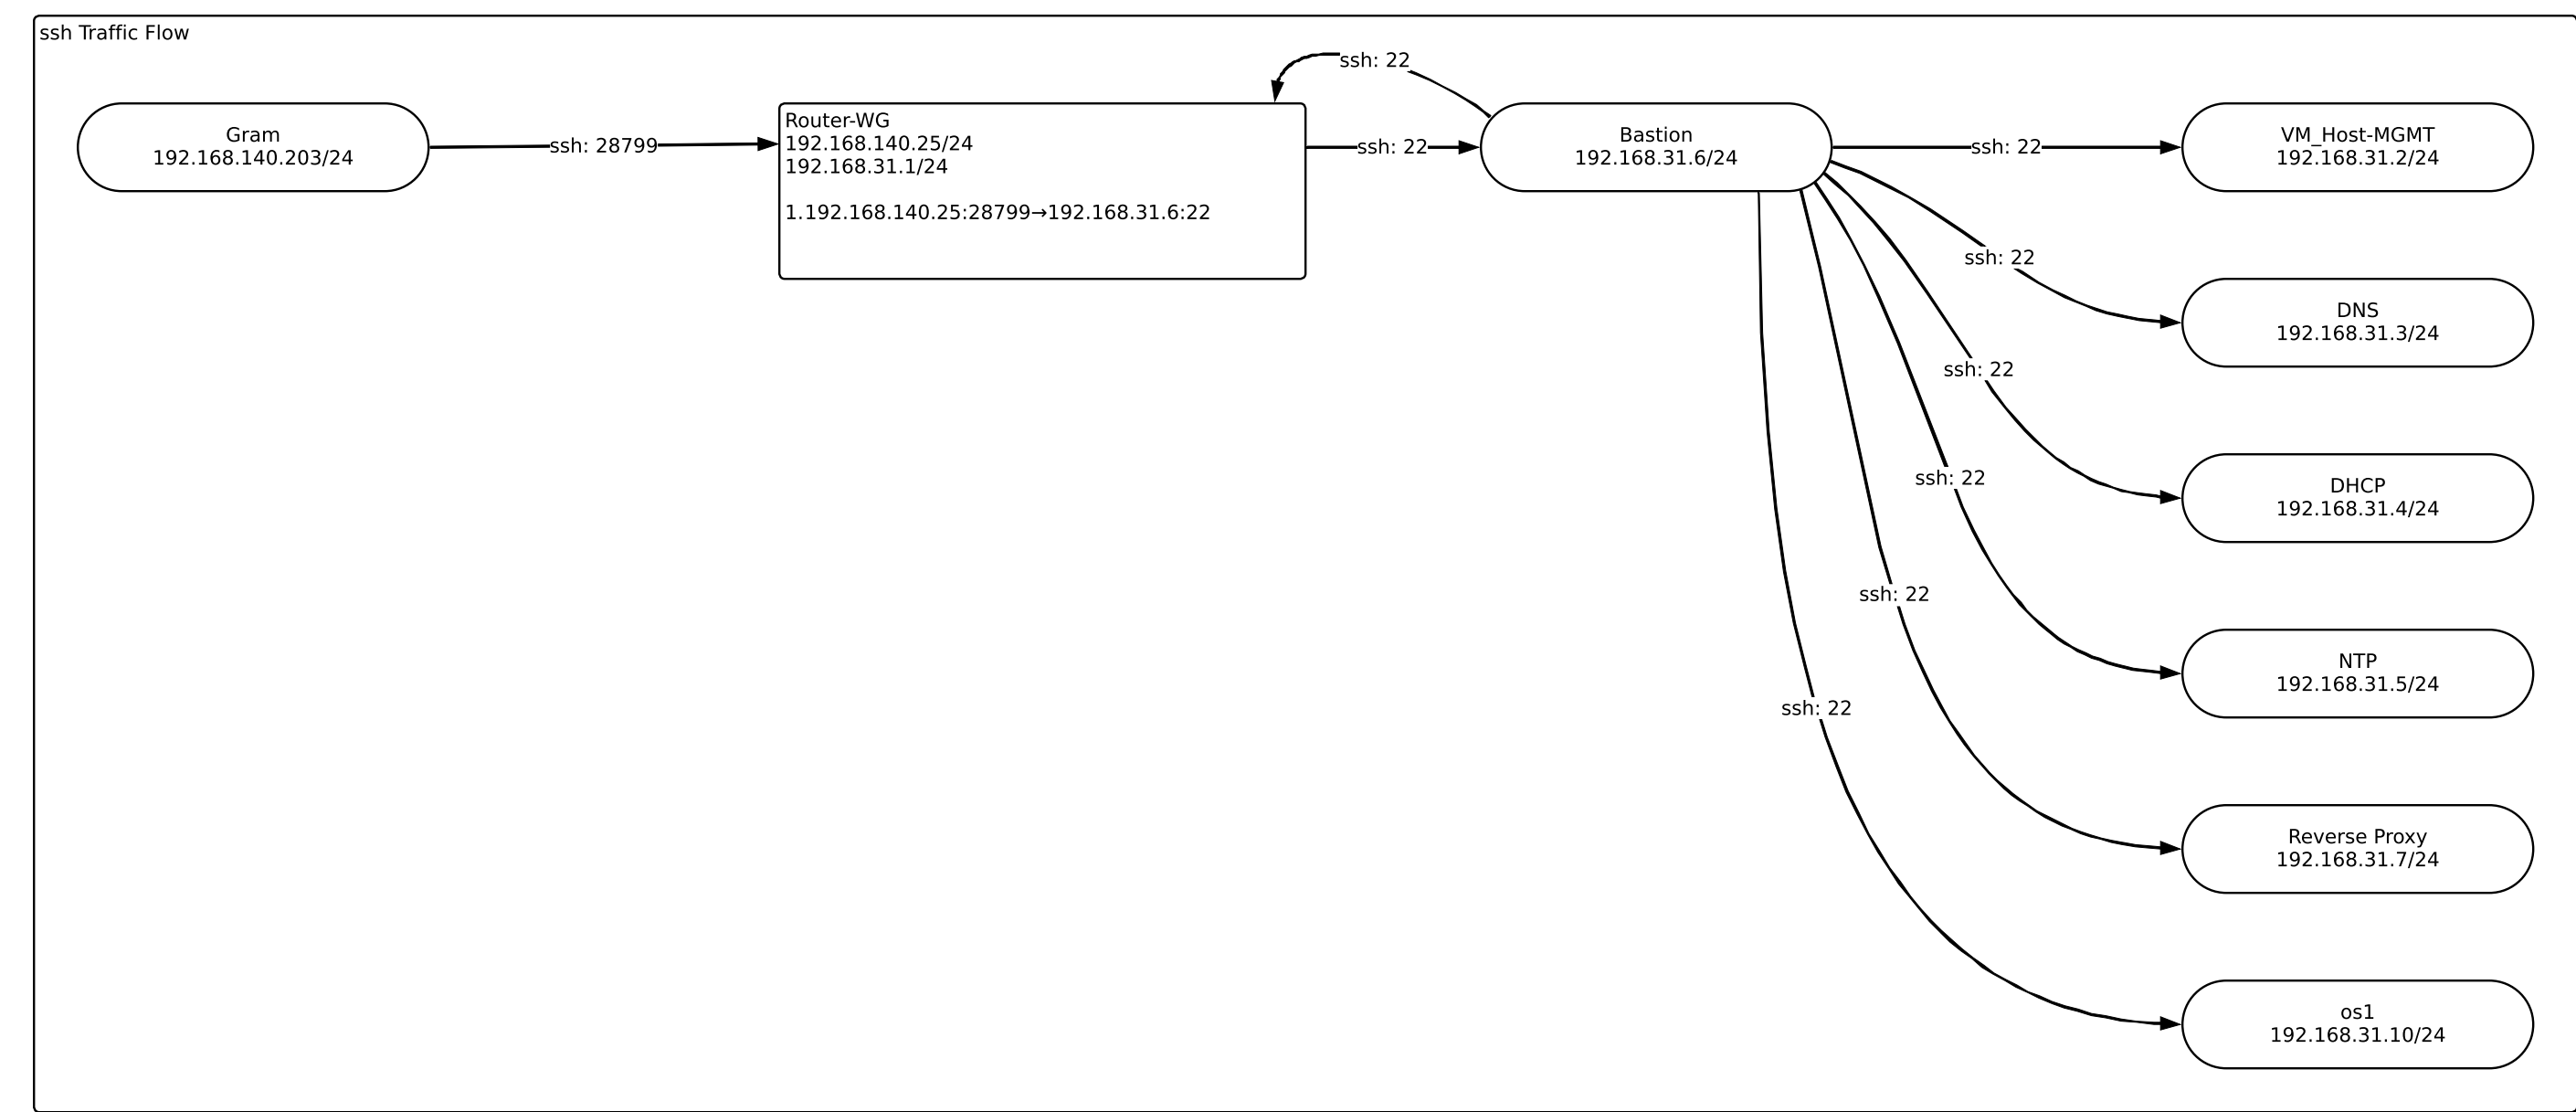 ssh Traffic Flow
ssh: 22
Gram
192.168.140.203/24
ssh: 28799
Router-WG
192.168.140.25/24
192.168.31.1/24
1.192.168.140.25:28799→192.168.31.6:22
ssh: 22
Bastion
192.168.31.6/24
ssh: 22
VM_Host-MGMT
192.168.31.2/24
ssh: 22
DNS
192.168.31.3/24
ssh: 22
DHCP
192.168.31.4/24
ssh: 22
NTP
192.168.31.5/24
ssh: 22
Reverse Proxy
192.168.31.7/24
ssh: 22
os1
192.168.31.10/24